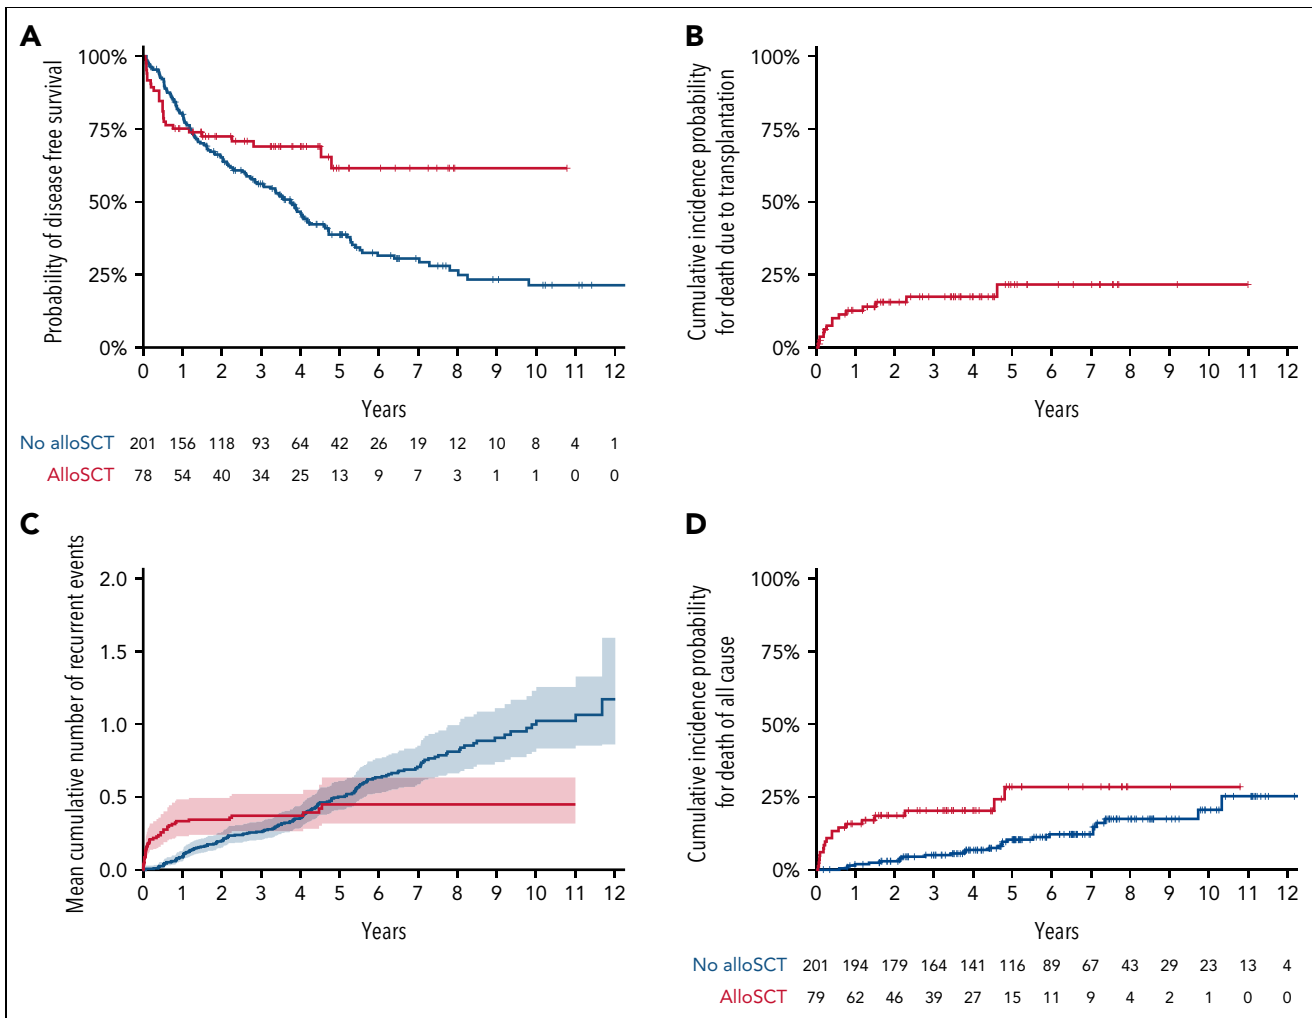 A
Probability of disease free survival
100%
75%
50%
25%
0%
0 1 2 3 4 5 6 7 8 9 10 11 12
Years
No alloSCT 201 156 118 93 64 42 26 19 12 10 8 4 1
AlloSCT 78 54 40 34 25 13 9 7 3 1 1 0 0
B
Cumulative incidence probability
for death due to transplantation
100%
75%
50%
25%
0%
0 1 2 3 4 5 6 7 8 9 10 11 12
Years
C
Mean cumulative number of recurrent events
2.0
1.5
1.0
0.5
0.0
0 1 2 3 4 5 6 7 8 9 10 11 12
Years
D
Cumulative incidence probability
for death of all cause
100%
75%
50%
25%
0%
0 1 2 3 4 5 6 7 8 9 10 11 12
Years
No alloSCT 201 194 179 164 141 116 89 67 43 29 23 13 4
AlloSCT 79 62 46 39 27 15 11 9 4 2 1 0 0